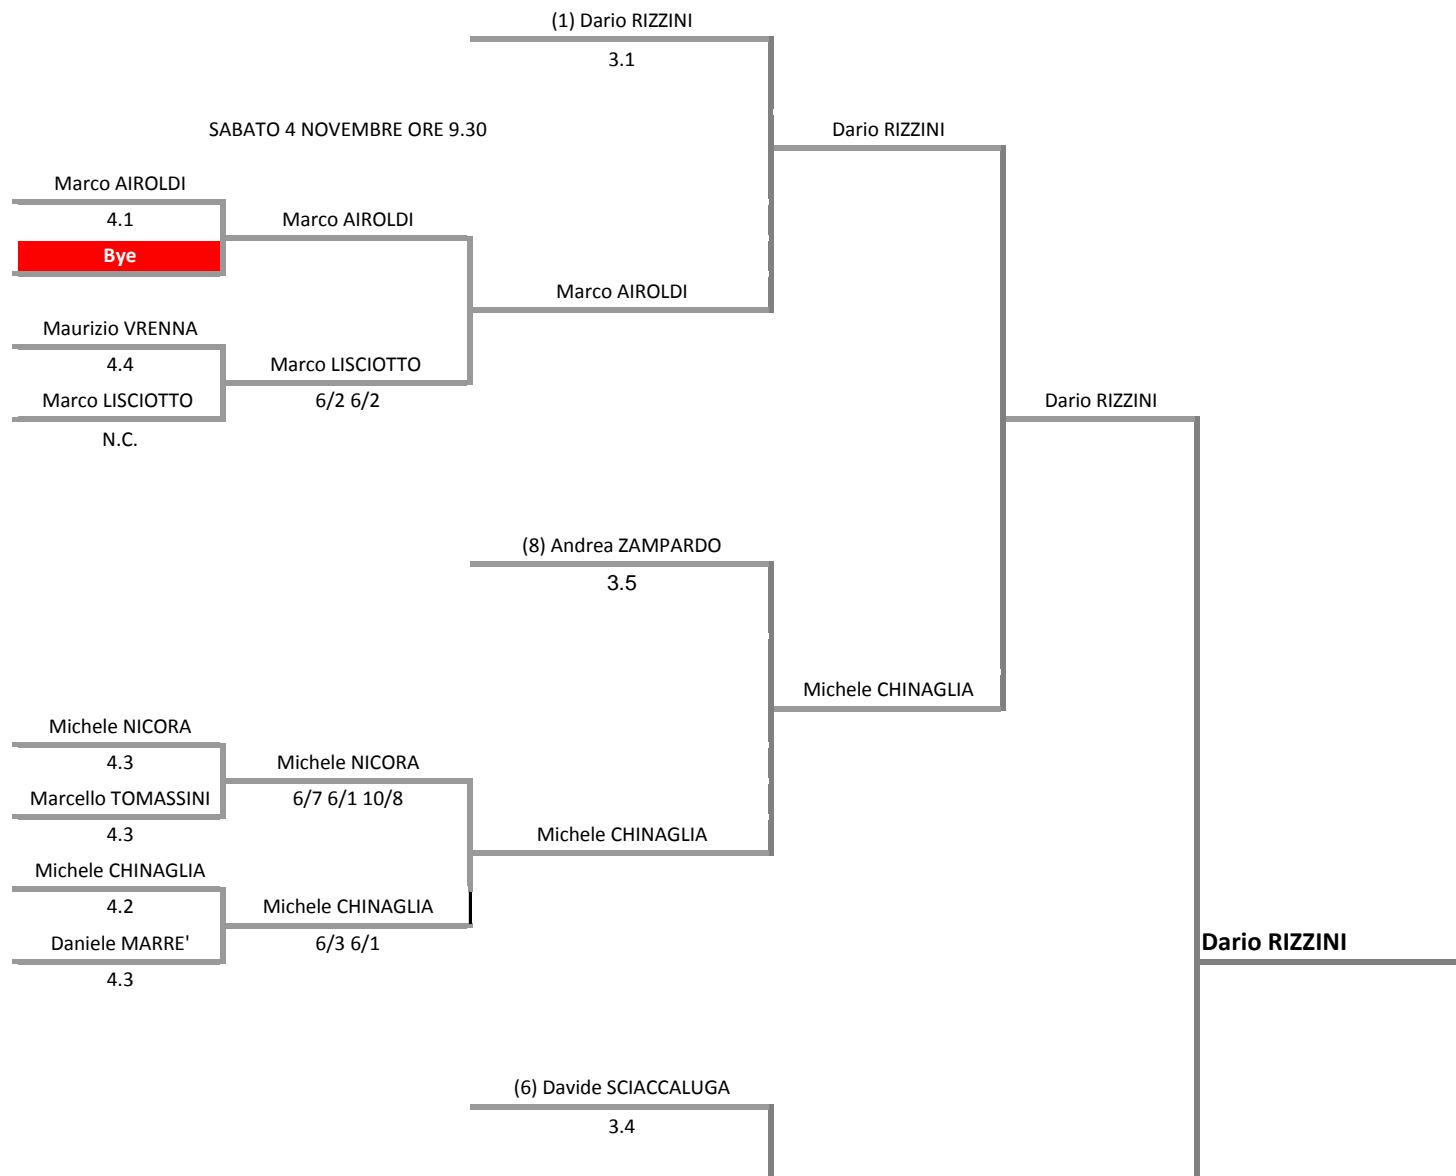 (1) Dario RIZZINI
3.1
SABATO 4 NOVEMBRE ORE 9.30
Dario RIZZINI
Marco AIROLDI
4.1
Marco AIROLDI
Bye
Marco AIROLDI
Maurizio VRENNA
4.4
Marco LISCIOTTO
Marco LISCIOTTO
6/2 6/2
Dario RIZZINI
N.C.
(8) Andrea ZAMPARDO
3.5
Michele CHINAGLIA
Michele NICORA
4.3
Michele NICORA
Marcello TOMASSINI
6/7 6/1 10/8
4.3
Michele CHINAGLIA
Michele CHINAGLIA
4.2
Michele CHINAGLIA
Daniele MARRE'
6/3 6/1
Dario RIZZINI
4.3
(6) Davide SCIACCALUGA
3.4